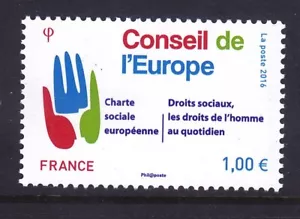 φ
Conseil de
l'Europe
La poste 2016
Charte
sociale
européenne
Droits sociaux,
les droits de l'homme
au quotidien
FRANCE
1,00 €
Phil@poste